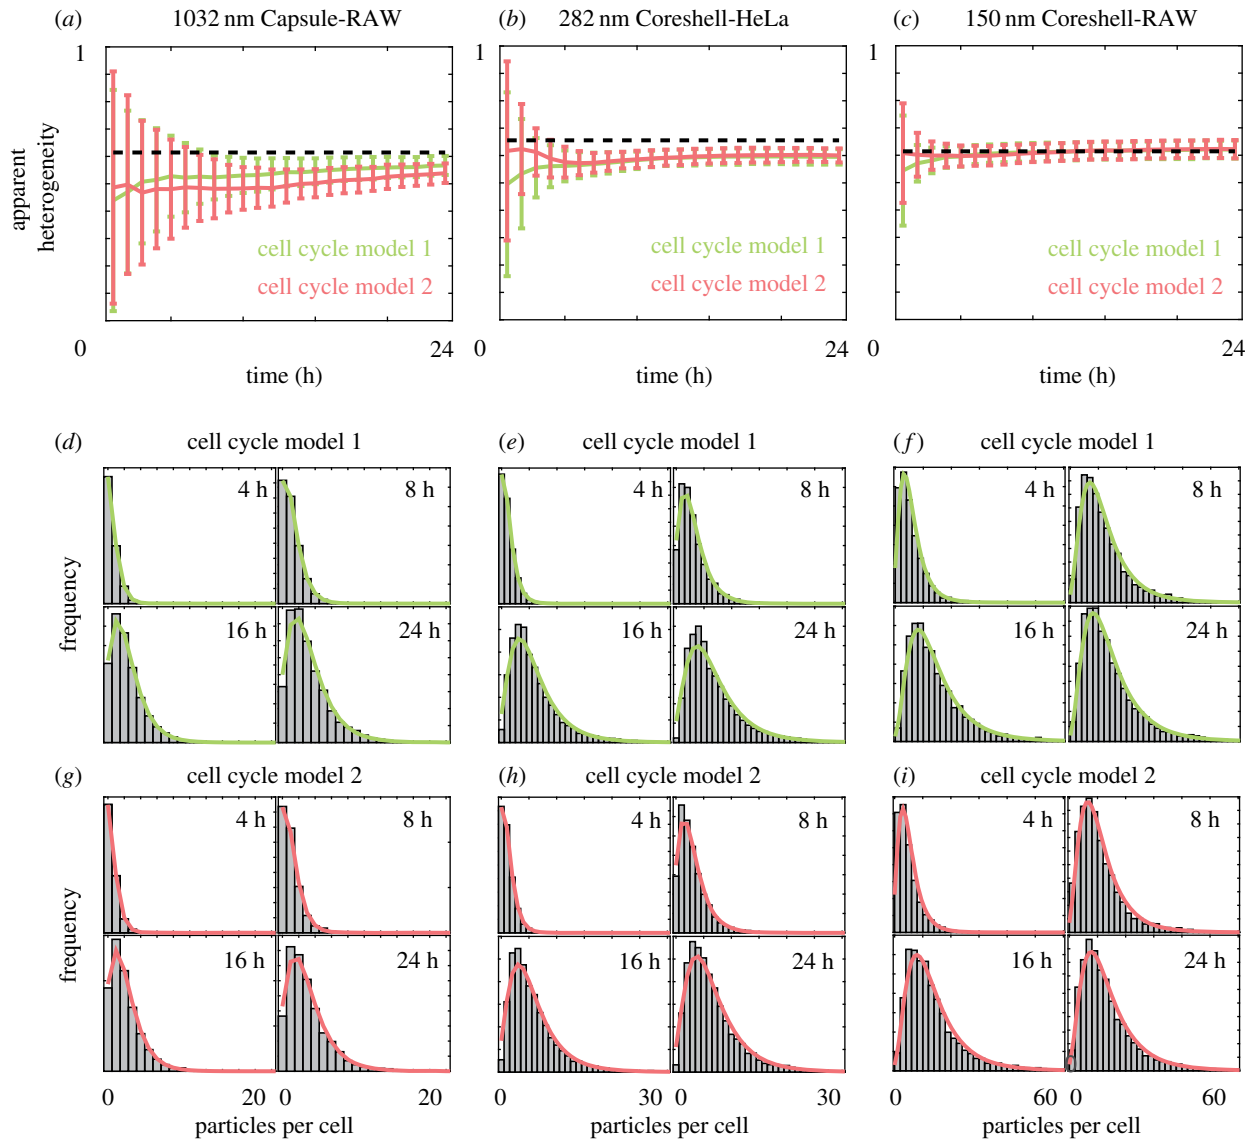 (a) 1032 nm Capsule-RAW
(b) 282 nm Coreshell-HeLa
(c) 150 nm Coreshell-RAW
1
apparent
heterogeneity
cell cycle model 1
cell cycle model 2
0
24
time (h)
1
cell cycle model 1
cell cycle model 2
0
24
time (h)
1
cell cycle model 1
cell cycle model 2
0
24
time (h)
(d) cell cycle model 1
(e) cell cycle model 1
(f) cell cycle model 1
frequency
4 h
8 h
16 h
24 h
4 h
8 h
16 h
24 h
4 h
8 h
16 h
24 h
(g) cell cycle model 2
(h) cell cycle model 2
(i) cell cycle model 2
frequency
4 h
8 h
16 h
24 h
4 h
8 h
16 h
24 h
4 h
8 h
16 h
24 h
0 20 0 20
0 30 0 30
0 60 0 60
particles per cell
particles per cell
particles per cell